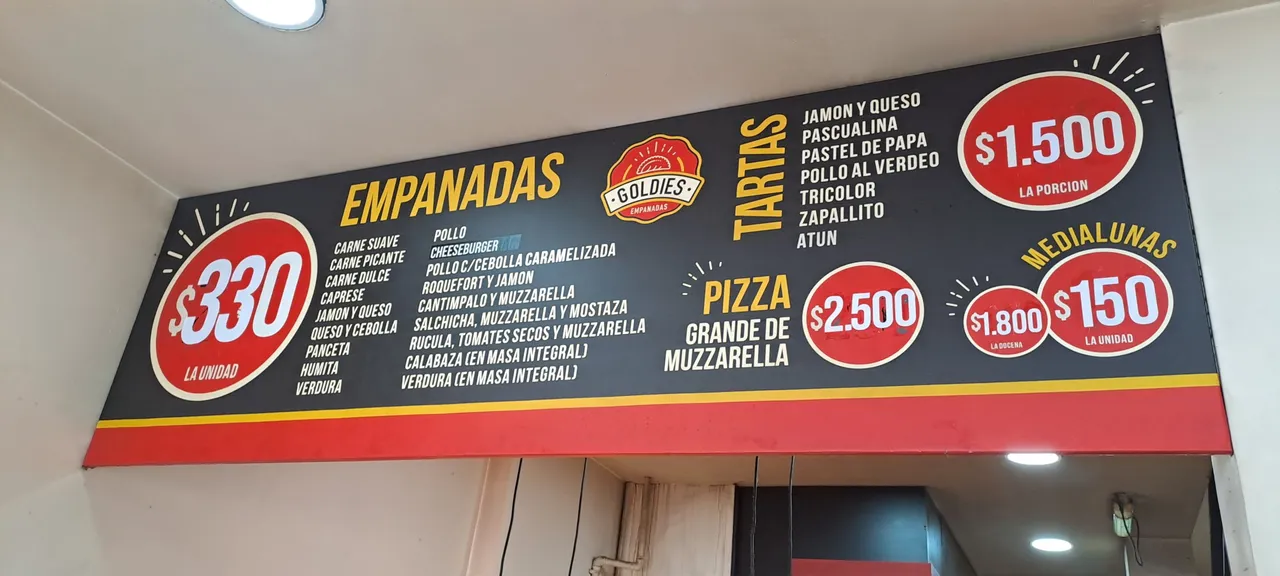 EMPANADAS
$330
LA UNIDAD
CARNE SUAVE
CARNE PICANTE
CARNE DULCE
CAPRESE
JAMON Y QUESO
QUESO Y CEBOLLA
PANCETA
HUMITA
VERDURA
POLLO
CHEESEBURGER
POLLO C/CEBOLLA CARAMELIZADA
ROQUEFORT Y JAMON
CANTIMPALO Y MUZZARELLA
SALCHICHA, MUZZARELLA Y MOSTAZA
RUCULA, TOMATES SECOS Y MUZZARELLA
CALABAZA (EN MASA INTEGRAL)
VERDURA (EN MASA INTEGRAL)
GOLDIES
EMPANADAS
TARTAS
JAMON Y QUESO
PASCUALINA
PASTEL DE PAPA
POLLO AL VERDEO
TRICOLOR
ZAPALLITO
ATUN
$1.500
LA PORCION
PIZZA
GRANDE DE
MUZZARELLA
$2.500
MEDIALUNAS
$1.800
LA DOCENA
$150
LA UNIDAD